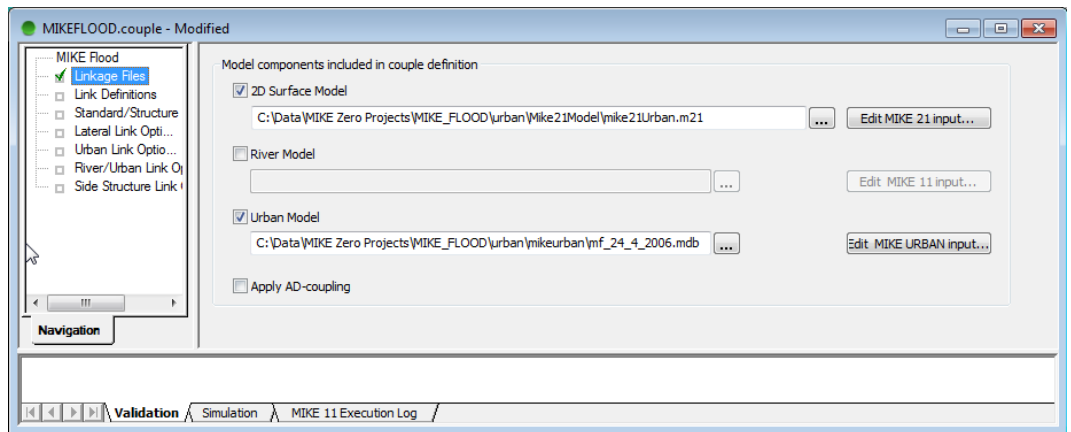 MIKEFLOOD.couple - Modified
MIKE Flood
Linkage Files
Link Definitions
Standard/Structure
Lateral Link Opti...
Urban Link Optio...
River/Urban Link Op
Side Structure Link
Navigation
Model components included in couple definition
2D Surface Model
C:\Data\MIKE Zero Projects\MIKE_FLOOD\urban\Mike21Model\mike21Urban.m21
...
Edit MIKE 21 input...
River Model
...
Edit MIKE 11 input...
Urban Model
C:\Data\MIKE Zero Projects\MIKE_FLOOD\urban\mikeurban\mf_24_4_2006.mdb
...
Edit MIKE URBAN input...
Apply AD-coupling
Validation
Simulation
MIKE 11 Execution Log